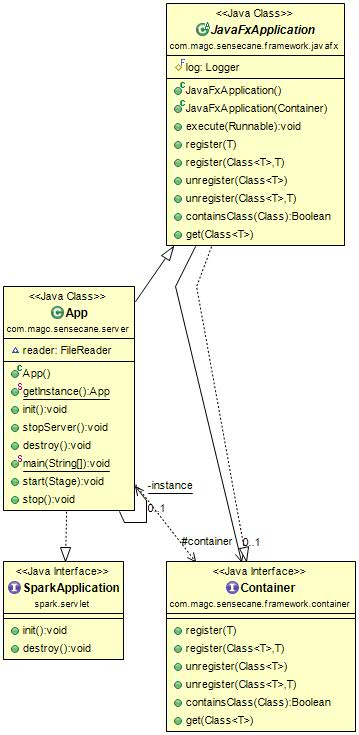 <<Java Class>>
JavaFxApplication
com.magc.sensecane.framework.javafx
log: Logger
JavaFxApplication()
JavaFxApplication(Container)
execute(Runnable):void
register(T)
register(Class<T>,T)
unregister(Class<T>)
unregister(Class<T>,T)
containsClass(Class):Boolean
get(Class<T>)
<<Java Class>>
App
com.magc.sensecane.server
reader: FileReader
App()
getInstance():App
init():void
stopServer():void
destroy():void
main(String[]):void
start(Stage):void
stop():void
-instance
0..1
#container
0..1
<<Java Interface>>
SparkApplication
spark.servlet
init():void
destroy():void
<<Java Interface>>
Container
com.magc.sensecane.framework.container
register(T)
register(Class<T>,T)
unregister(Class<T>)
unregister(Class<T>,T)
containsClass(Class):Boolean
get(Class<T>)